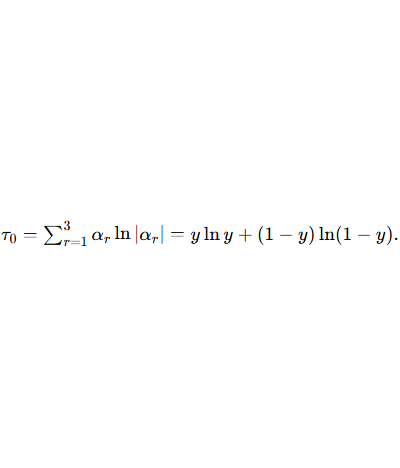 τ₀ = ∑³ᵣ₌₁ αᵣ ln |αᵣ| = y ln y + (1 − y) ln(1 − y).